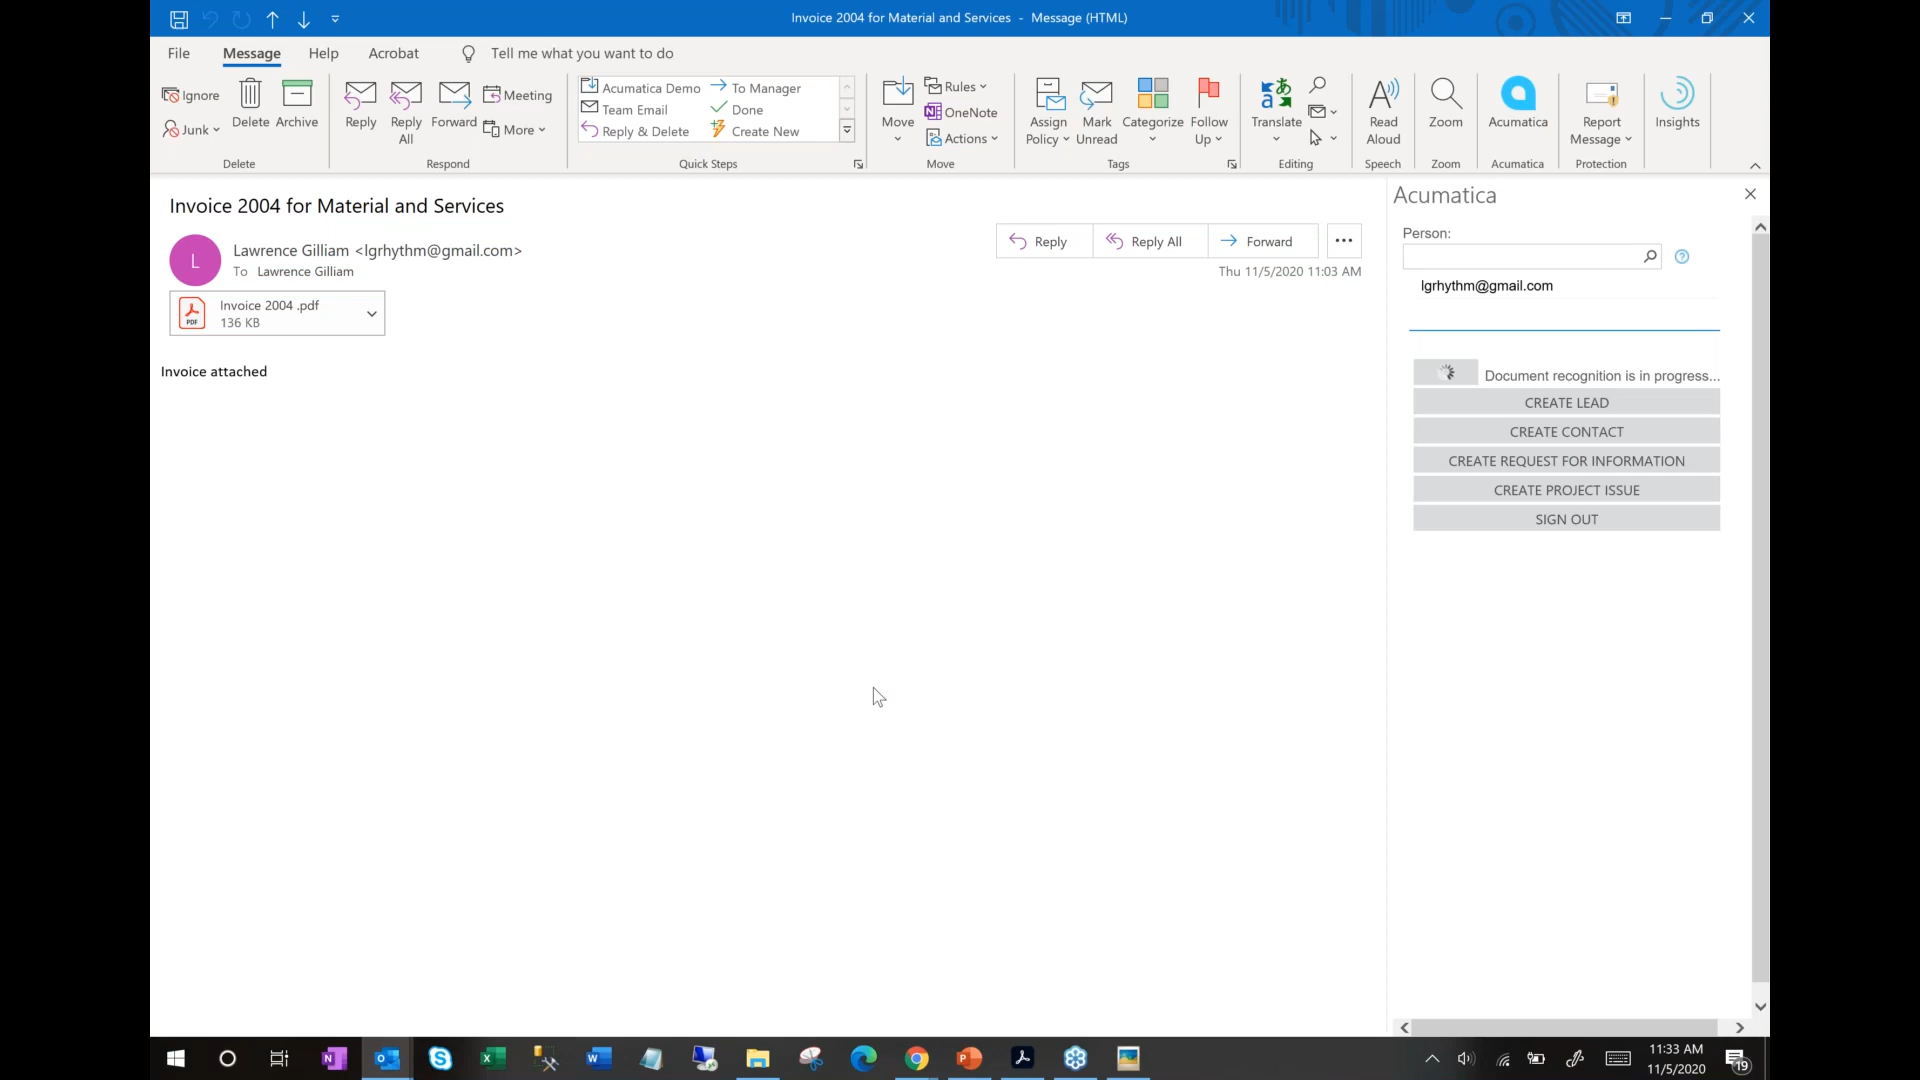 Invoice 2004 for Material and Services - Message (HTML)
File Message Help Acrobat Tell me what you want to do
Ignore
Junk
Delete
Archive
Delete
Reply
Reply All
Forward
Meeting
More
Respond
Acumatica Demo
Team Email
Reply & Delete
To Manager
Done
Create New
Quick Steps
Move
Rules
OneNote
Actions
Move
Assign Policy
Mark Unread
Categorize
Follow Up
Tags
Translate
Editing
Read Aloud
Speech
Zoom
Zoom
Acumatica
Acumatica
Report Message
Protection
Insights
Invoice 2004 for Material and Services
L
Lawrence Gilliam <lgrhythm@gmail.com>
To Lawrence Gilliam
Reply
Reply All
Forward
Thu 11/5/2020 11:03 AM
PDF
Invoice 2004 .pdf
136 KB
Invoice attached
Acumatica
Person:
lgrhythm@gmail.com
Document recognition is in progress...
CREATE LEAD
CREATE CONTACT
CREATE REQUEST FOR INFORMATION
CREATE PROJECT ISSUE
SIGN OUT
11:33 AM
11/5/2020
19